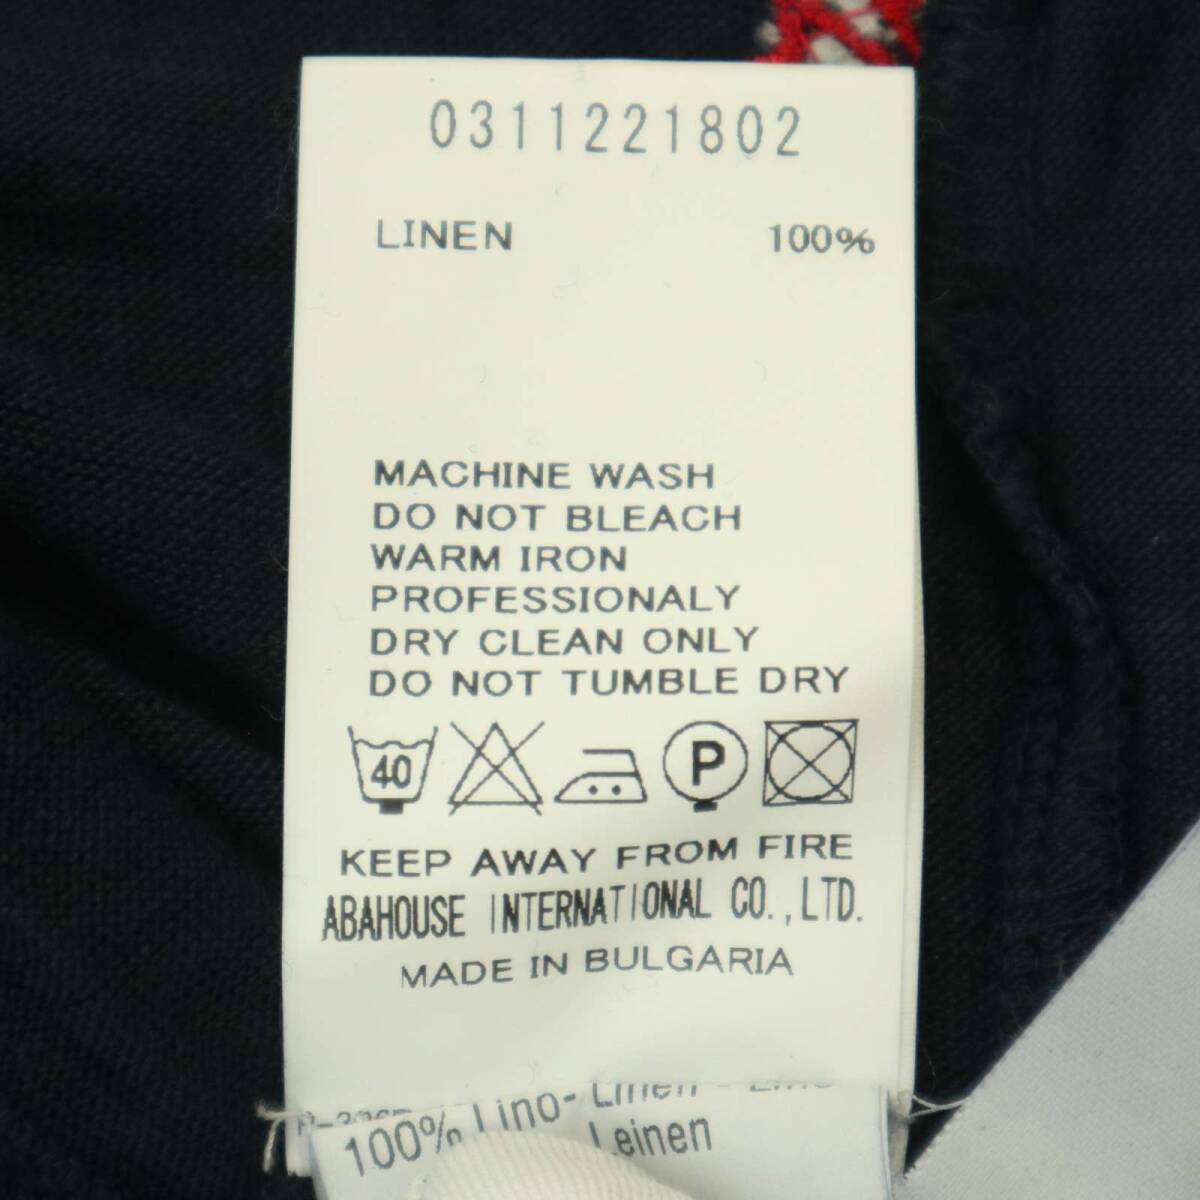 0311221802
LINEN 100%
MACHINE WASH
DO NOT BLEACH
WARM IRON
PROFESSIONALY
DRY CLEAN ONLY
DO NOT TUMBLE DRY
40 P
KEEP AWAY FROM FIRE
ABAHOUSE INTERNATIONAL CO.,LTD.
MADE IN BULGARIA
100% Lino- Linen -
Leinen